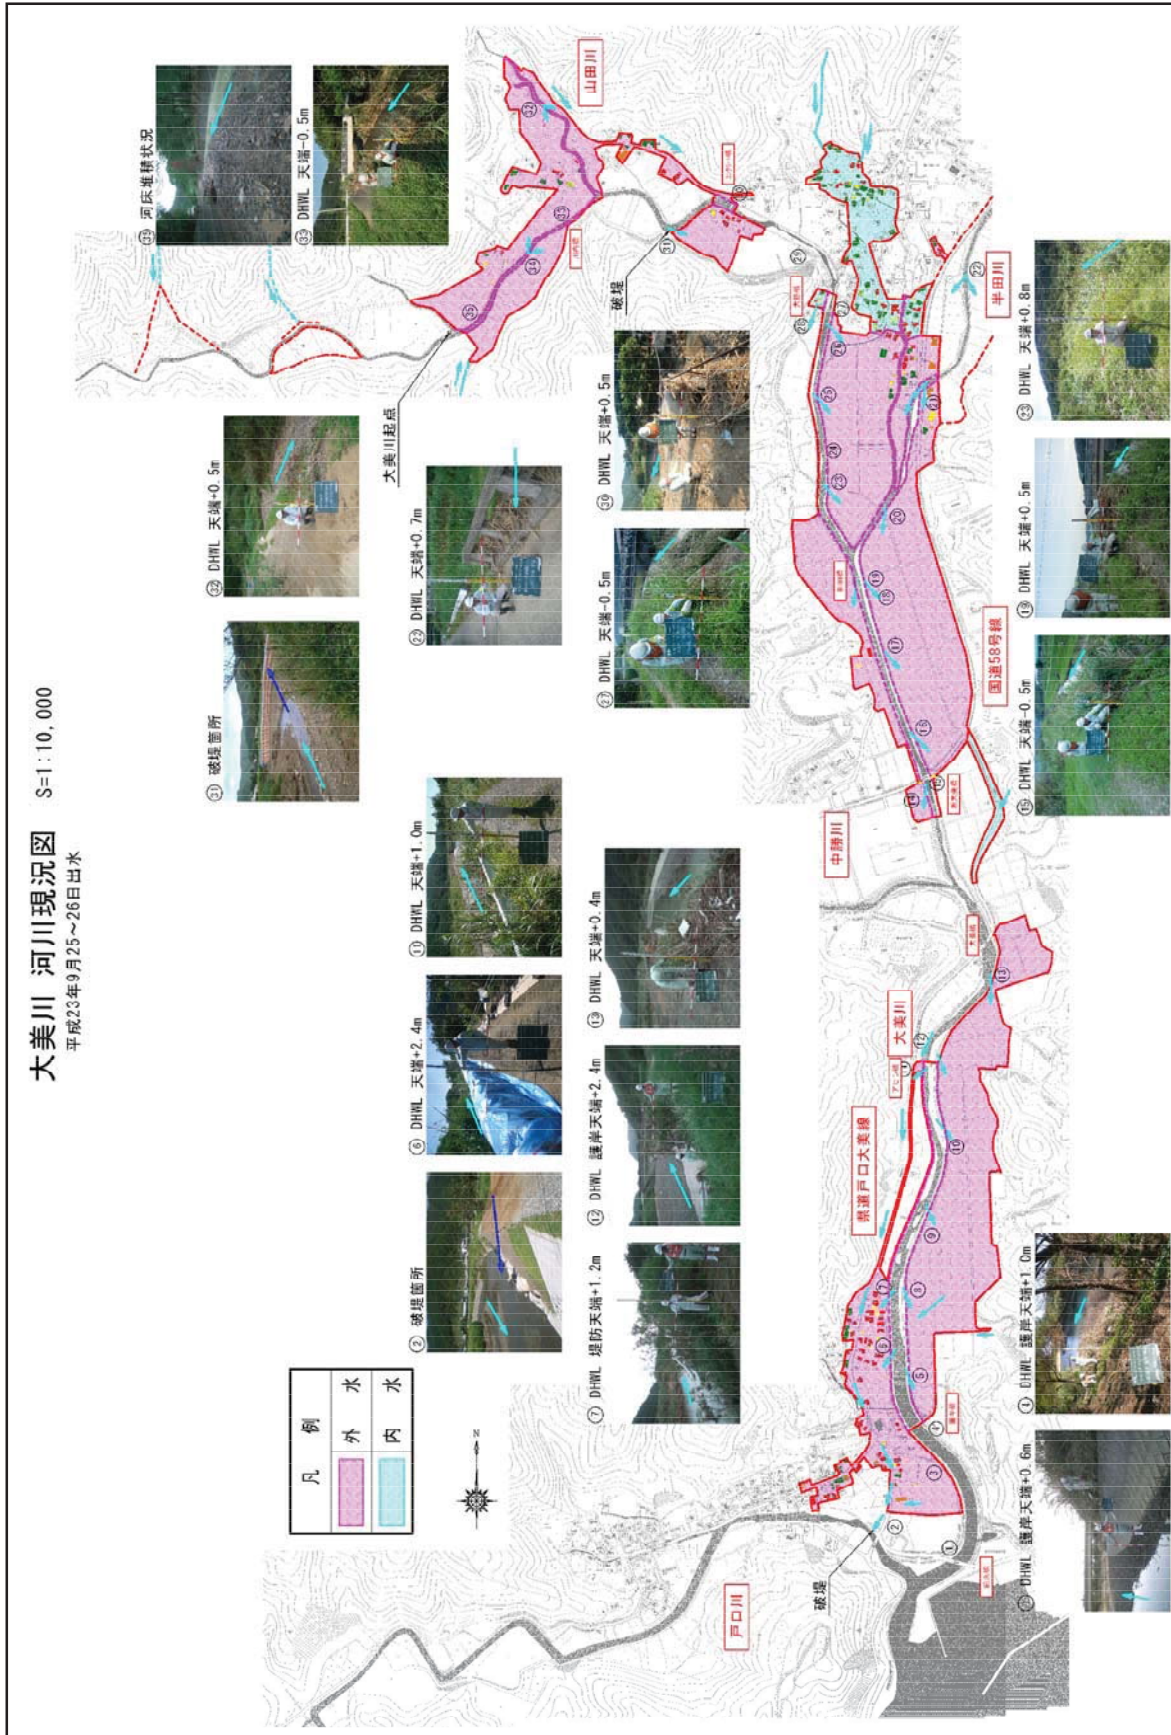 大美川 河川現況図 S=1:10,000
平成23年9月25～26日出水
凡 例
外 水
内 水
② 破堤箇所
⑥ DHWL 天端+2.4m
⑪ DHWL 天端+1.0m
㉛ 破堤箇所
㉜ DHWL 天端+0.5m
㉟ 河床堆積状況
㉝ DHWL 天端-0.5m
⑦ DHWL 堤防天端+1.2m
⑫ DHWL 護岸天端+2.4m
⑬ DHWL 天端+0.4m
㉒ DHWL 天端+0.7m
㉗ DHWL 天端-0.5m
㉚ DHWL 天端+0.5m
大美川起点
破堤
山田川
半田川
国道58号線
中勝川
大美川
県道戸口大美線
戸口川
破堤
DHWL 護岸天端+0.6m
DHWL 護岸天端+1.0m
DHWL 天端-0.5m
⑲ DHWL 天端+0.5m
㉓ DHWL 天端+0.8m